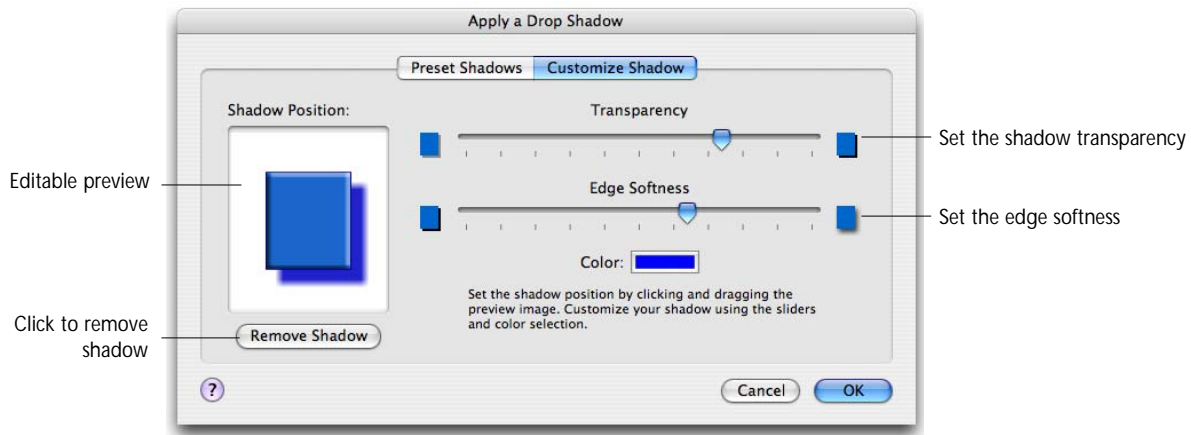 Apply a Drop Shadow
Preset Shadows
Customize Shadow
Shadow Position:
Transparency
Set the shadow transparency
Editable preview
Edge Softness
Set the edge softness
Color:
Set the shadow position by clicking and dragging the
preview image. Customize your shadow using the sliders
and color selection.
Click to remove
shadow
Remove Shadow
?
Cancel
OK